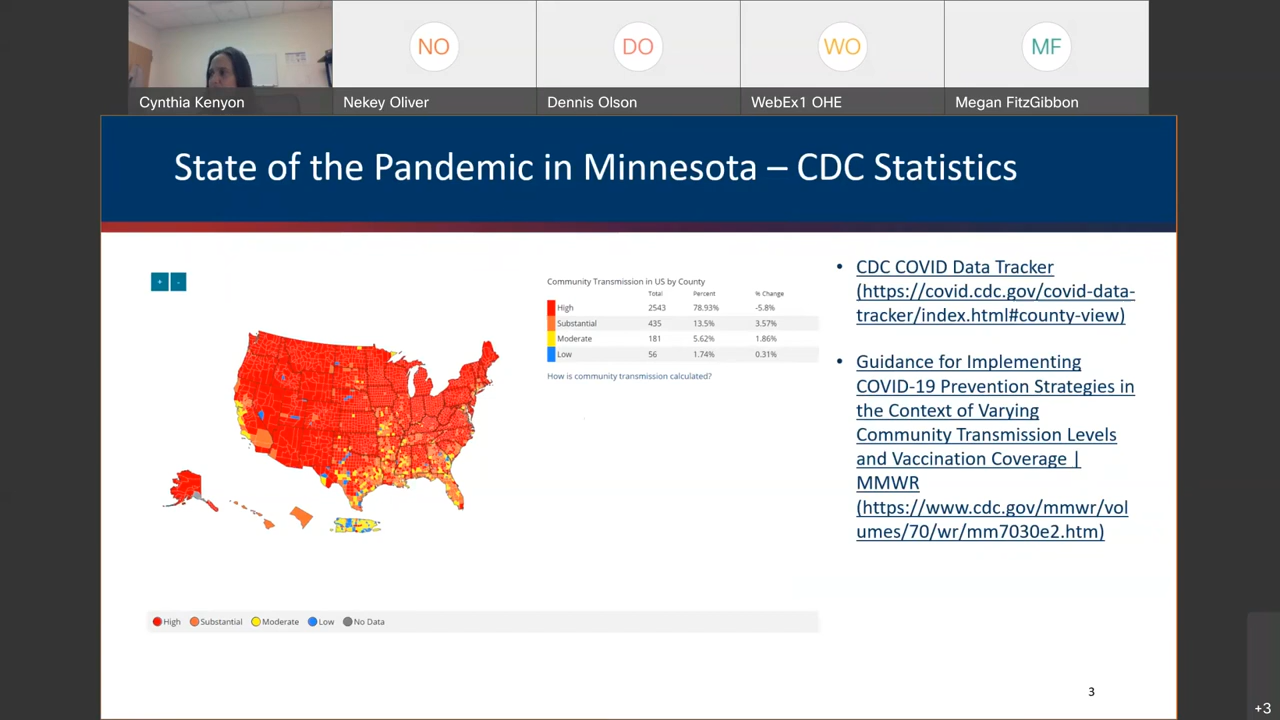 NO
DO
WO
MF
Cynthia Kenyon
Nekey Oliver
Dennis Olson
WebEx1 OHE
Megan FitzGibbon
State of the Pandemic in Minnesota – CDC Statistics
+ -
Community Transmission in US by County
Total Percent % Change
High 2543 78.93% -5.8%
Substantial 435 13.5% 3.57%
Moderate 181 5.62% 1.86%
Low 56 1.74% 0.31%
How is community transmission calculated?
• CDC COVID Data Tracker
(https://covid.cdc.gov/covid-data-
tracker/index.html#county-view)
• Guidance for Implementing
COVID-19 Prevention Strategies in
the Context of Varying
Community Transmission Levels
and Vaccination Coverage |
MMWR
(https://www.cdc.gov/mmwr/vol
umes/70/wr/mm7030e2.htm)
High Substantial Moderate Low No Data
3
+3